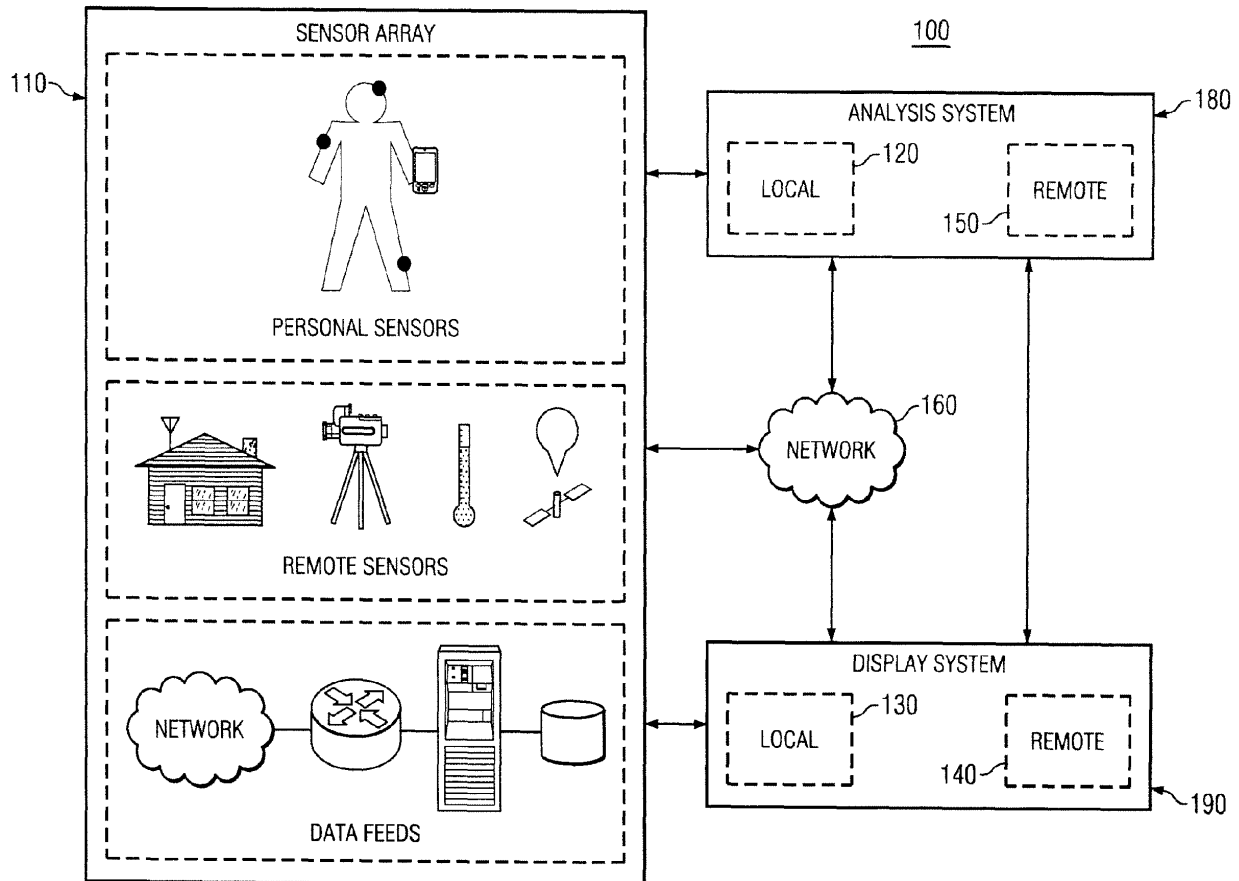 SENSOR ARRAY
110
PERSONAL SENSORS
REMOTE SENSORS
NETWORK
DATA FEEDS
100
ANALYSIS SYSTEM
180
LOCAL
120
REMOTE
150
NETWORK
160
DISPLAY SYSTEM
LOCAL
130
REMOTE
140
190